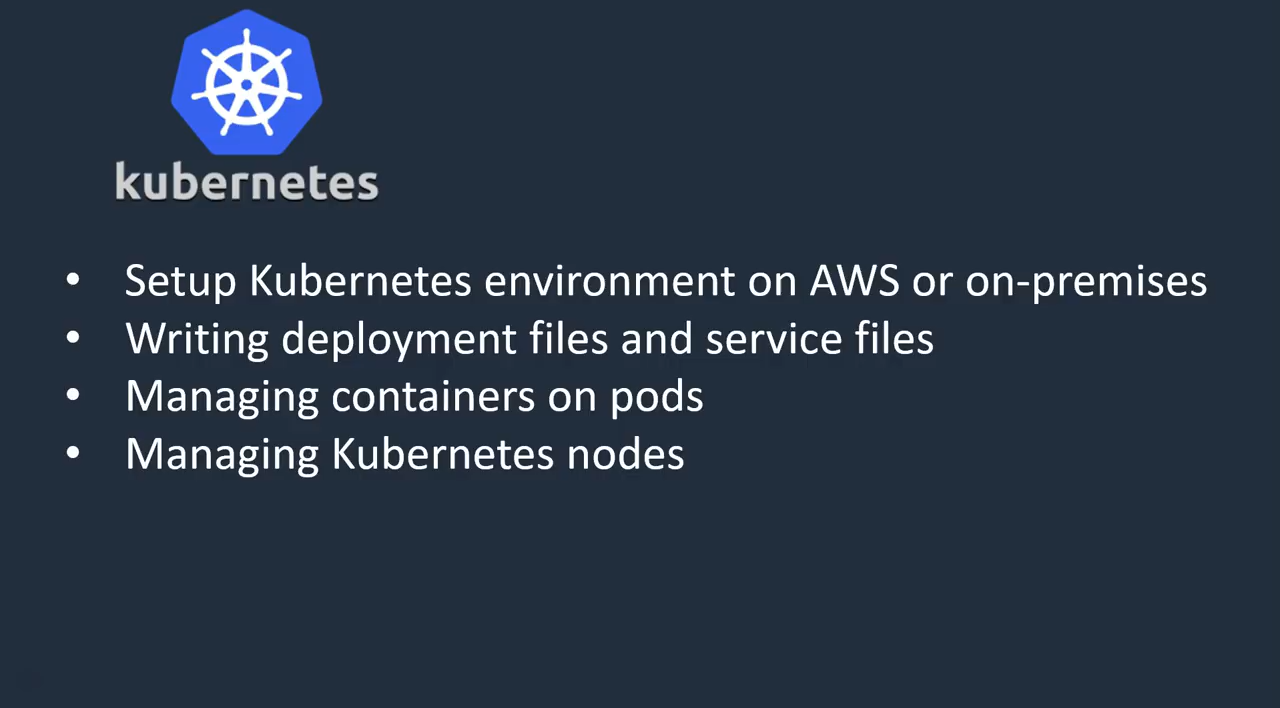 kubernetes
• Setup Kubernetes environment on AWS or on-premises
• Writing deployment files and service files
• Managing containers on pods
• Managing Kubernetes nodes